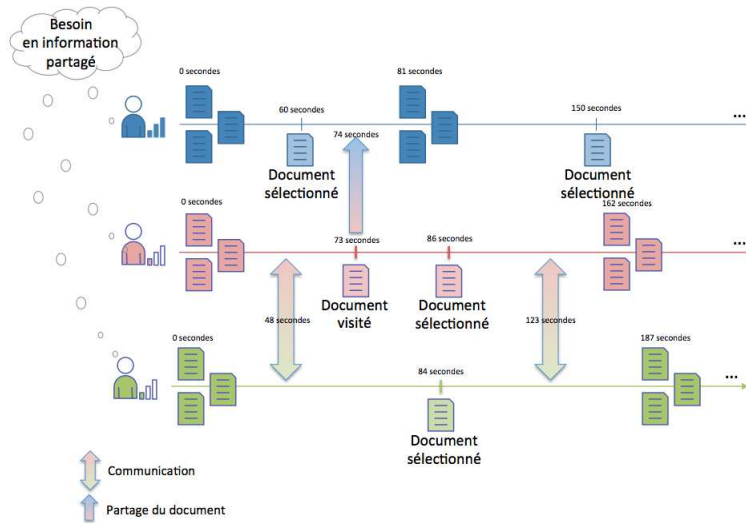 Besoin
en information
partagé
0 secondes
81 secondes
60 secondes
150 secondes
...
74 secondes
Document
sélectionné
Document
sélectionné
0 secondes
162 secondes
73 secondes
86 secondes
...
Document
visité
Document
sélectionné
48 secondes
123 secondes
0 secondes
187 secondes
84 secondes
...
Document
sélectionné
Communication
Partage du document